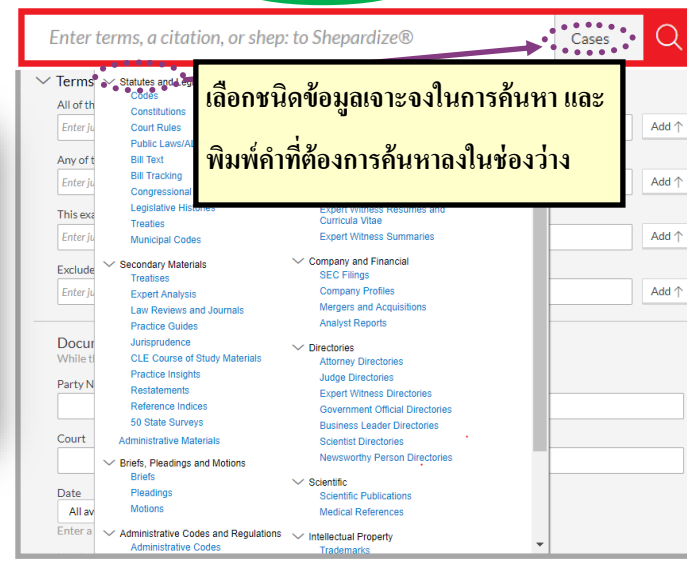 Enter terms, a citation, or shep: to Shepardize®
Cases
Terms
All of th
Add ↑
Any of t
Add ↑
This exa
Add ↑
Exclude
Add ↑
Docur
While th
Party N
Court
Date
All av
Enter a
เลือกชนิดข้อมูลเจาะจงในการค้นหา และ
พิมพ์คำที่ต้องการค้นหาลงในช่องว่าง
Statutes and Leg
Codes
Constitutions
Court Rules
Public Laws/AL
Bill Text
Bill Tracking
Congressional
Legislative Histories
Treaties
Municipal Codes
Secondary Materials
Treatises
Expert Analysis
Law Reviews and Journals
Practice Guides
Jurisprudence
CLE Course of Study Materials
Practice Insights
Restatements
Reference Indices
50 State Surveys
Administrative Materials
Briefs, Pleadings and Motions
Briefs
Pleadings
Motions
Administrative Codes and Regulations
Administrative Codes
Expert Witness Resumes and
Curricula Vitae
Expert Witness Summaries
Company and Financial
SEC Filings
Company Profiles
Mergers and Acquisitions
Analyst Reports
Directories
Attorney Directories
Judge Directories
Expert Witness Directories
Government Official Directories
Business Leader Directories
Scientist Directories
Newsworthy Person Directories
Scientific
Scientific Publications
Medical References
Intellectual Property
Trademarks